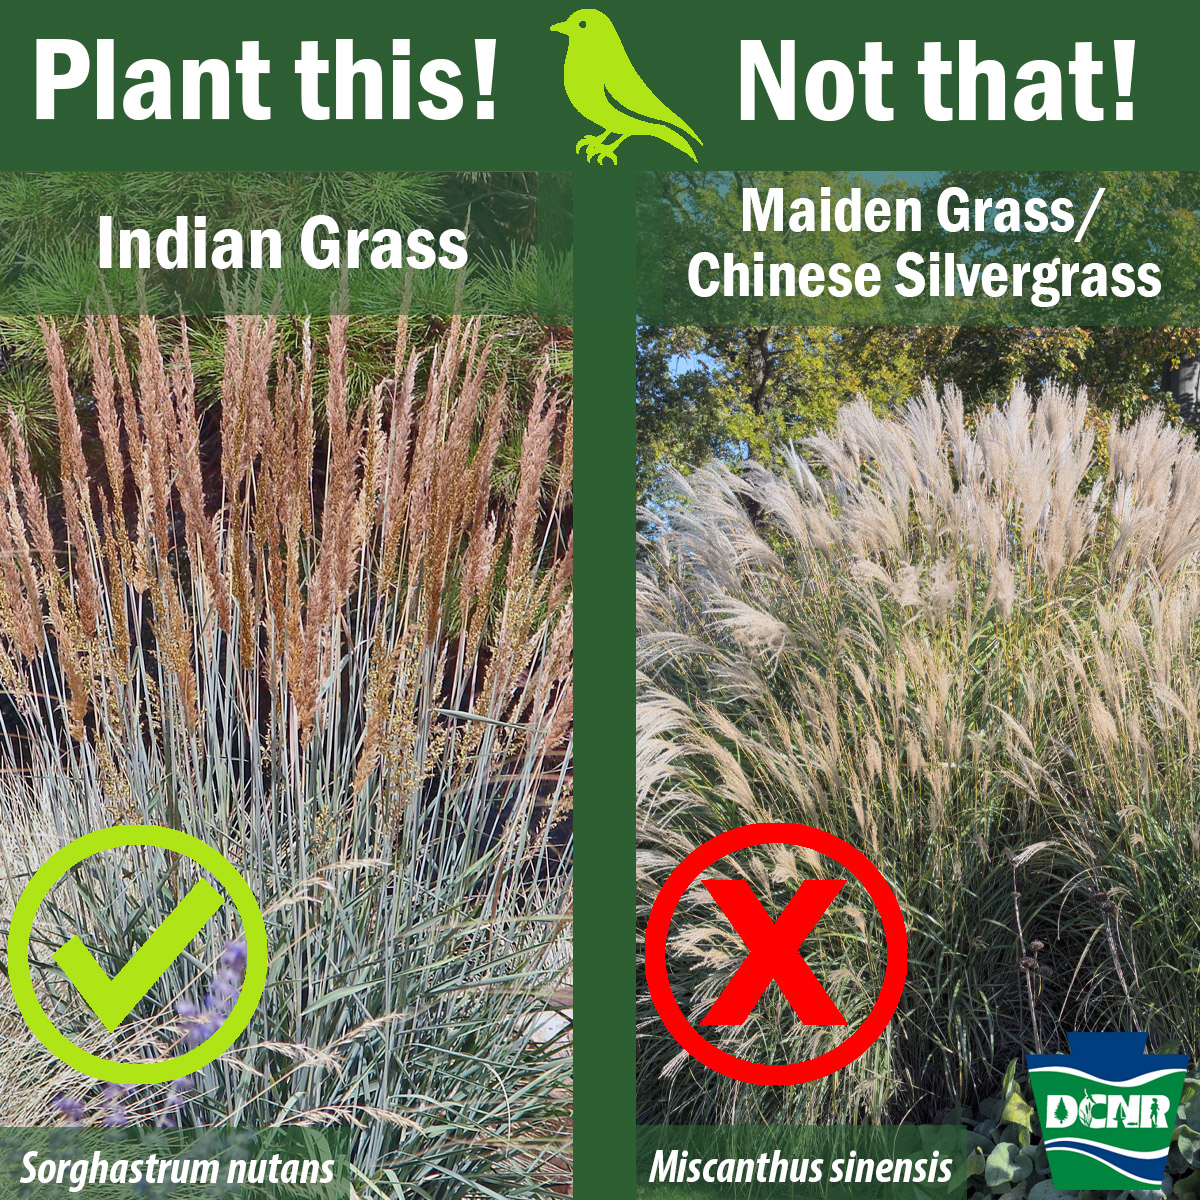 Plant this!
Not that!
Indian Grass
Maiden Grass/
Chinese Silvergrass
Sorghastrum nutans
Miscanthus sinensis
DCNR